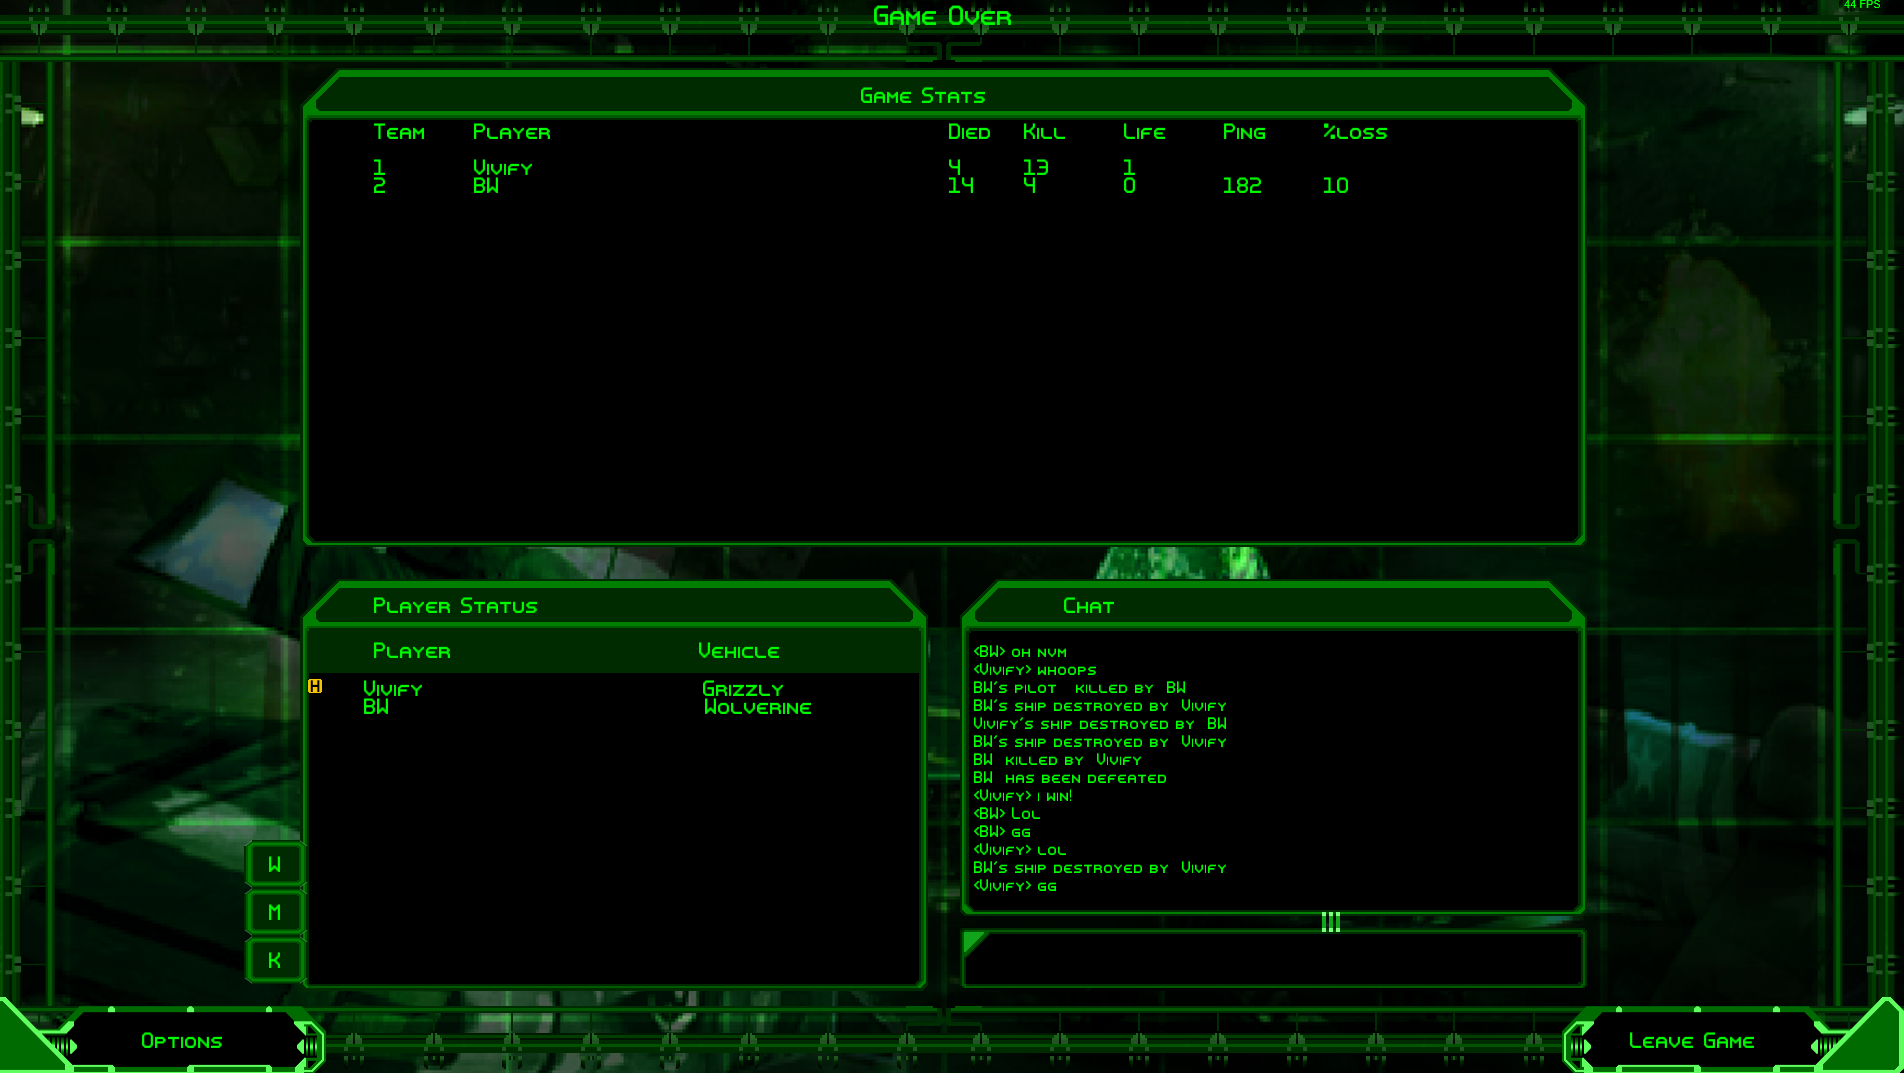 Game Over
44 FPS
Game Stats
Team Player Died Kill Life Ping %loss
1 Vivify 4 13 1
2 BW 14 4 0 182 10
Player Status
Player Vehicle
H Vivify Grizzly
BW Wolverine
Chat
<BW> oh nvm
<Vivify> whoops
BW's pilot killed by BW
BW's ship destroyed by Vivify
Vivify's ship destroyed by BW
BW's ship destroyed by Vivify
BW killed by Vivify
BW has been defeated
<Vivify> i win!
<BW> Lol
<BW> gg
<Vivify> lol
BW's ship destroyed by Vivify
<Vivify> gg
W
M
K
Options
Leave Game